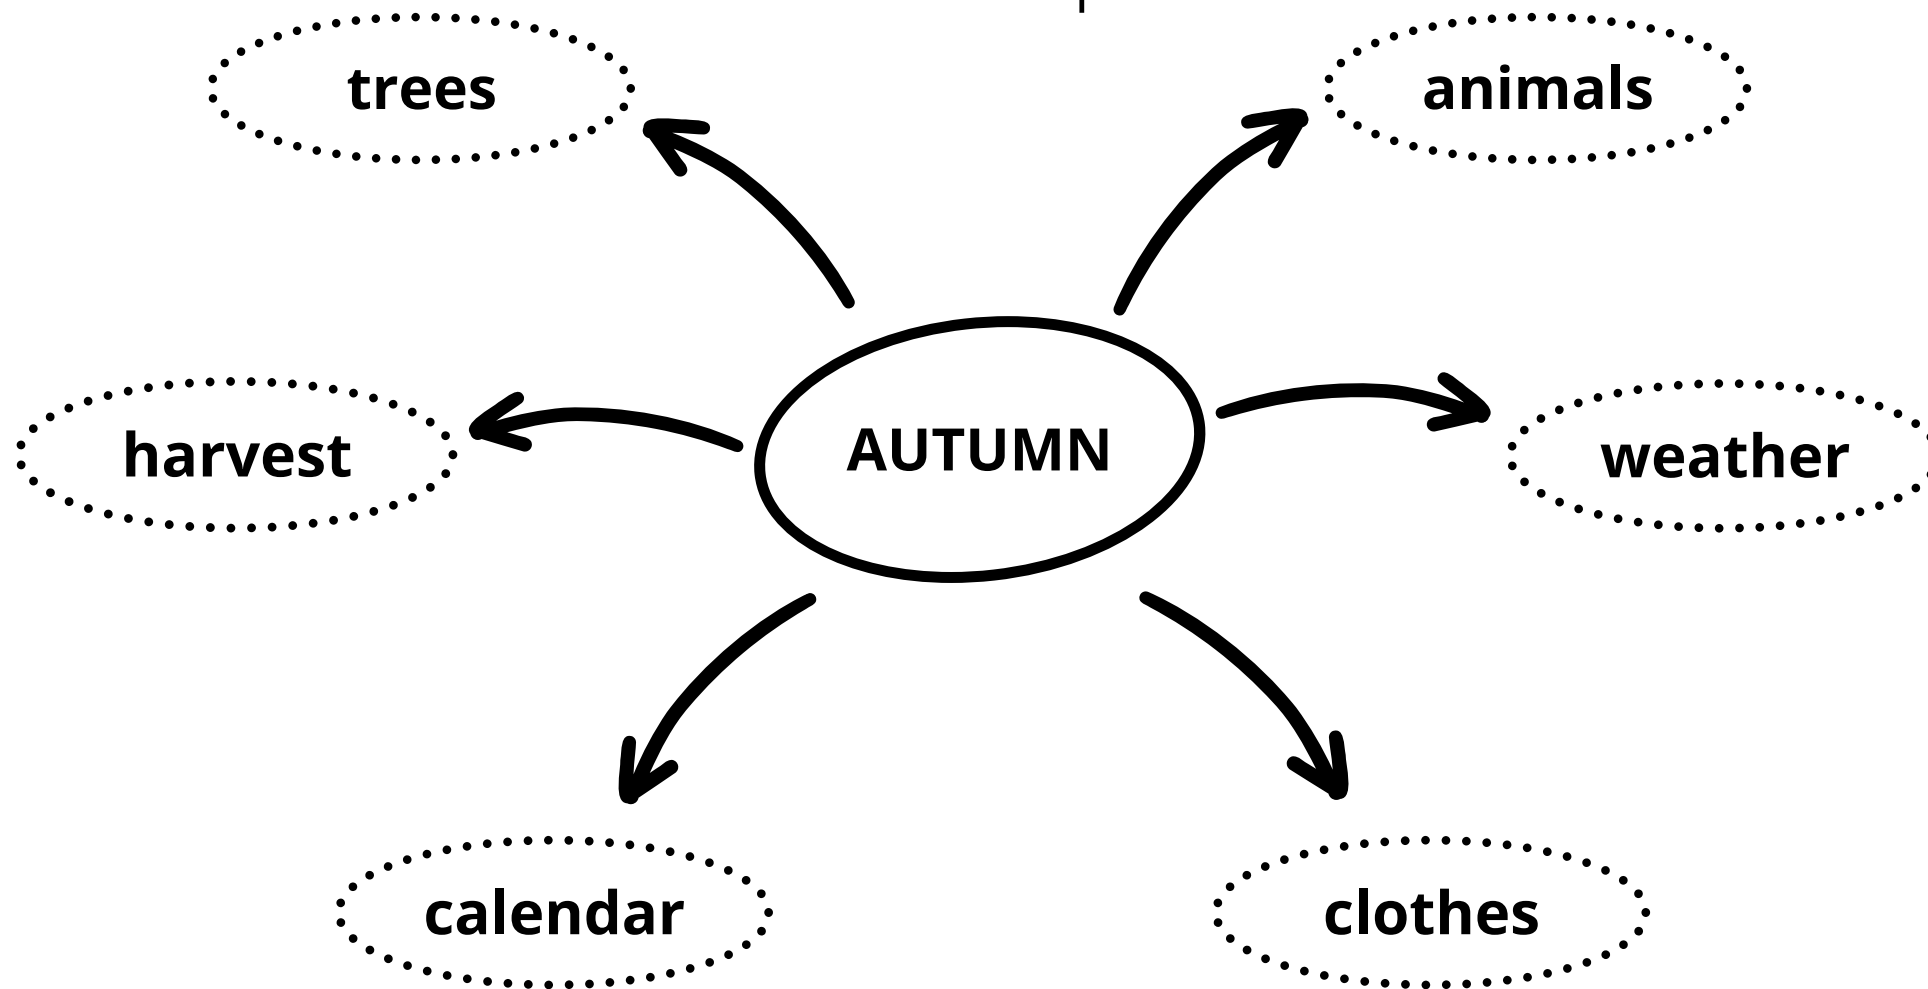 trees
animals
harvest
AUTUMN
weather
calendar
clothes